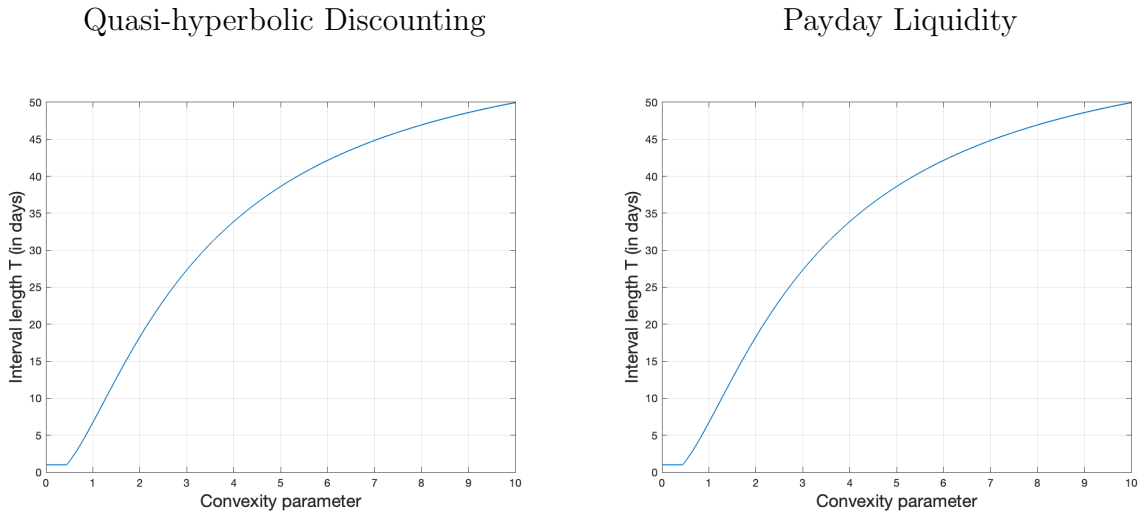 Quasi-hyperbolic Discounting
Payday Liquidity
Interval length T (in days)
50
45
40
35
30
25
20
15
10
5
0
0 1 2 3 4 5 6 7 8 9 10
Convexity parameter
Interval length T (in days)
50
45
40
35
30
25
20
15
10
5
0
0 1 2 3 4 5 6 7 8 9 10
Convexity parameter